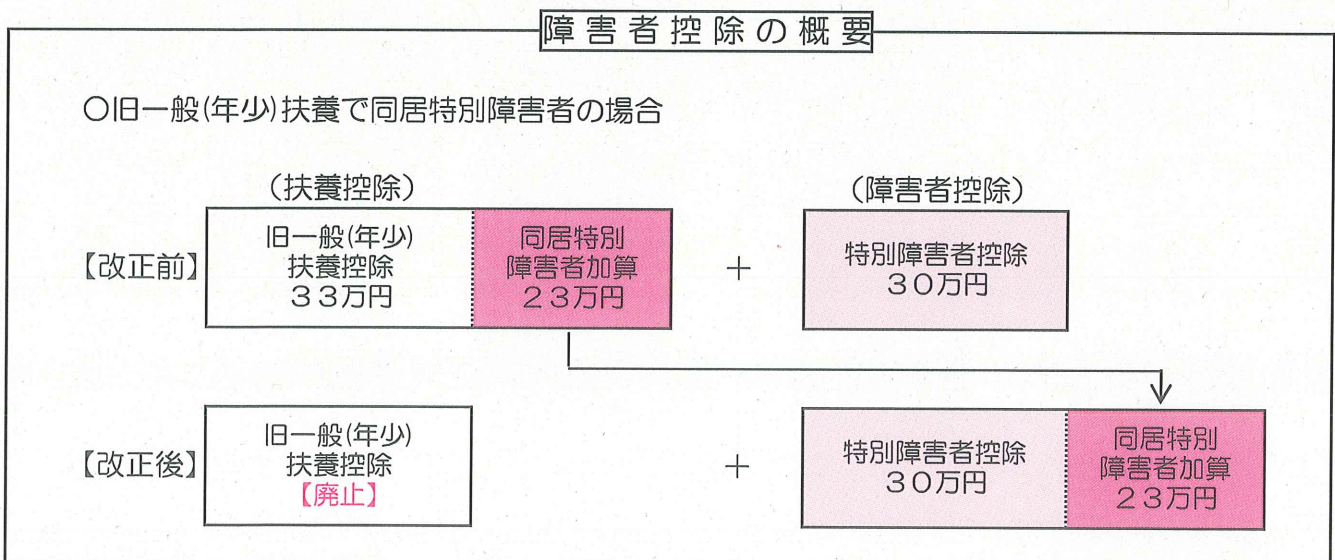 障害者控除の概要
○旧一般(年少)扶養で同居特別障害者の場合
(扶養控除)
(障害者控除)
【改正前】
旧一般(年少)
扶養控除
33万円
同居特別
障害者加算
23万円
+
特別障害者控除
30万円
【改正後】
旧一般(年少)
扶養控除
【廃止】
+
特別障害者控除
30万円
同居特別
障害者加算
23万円